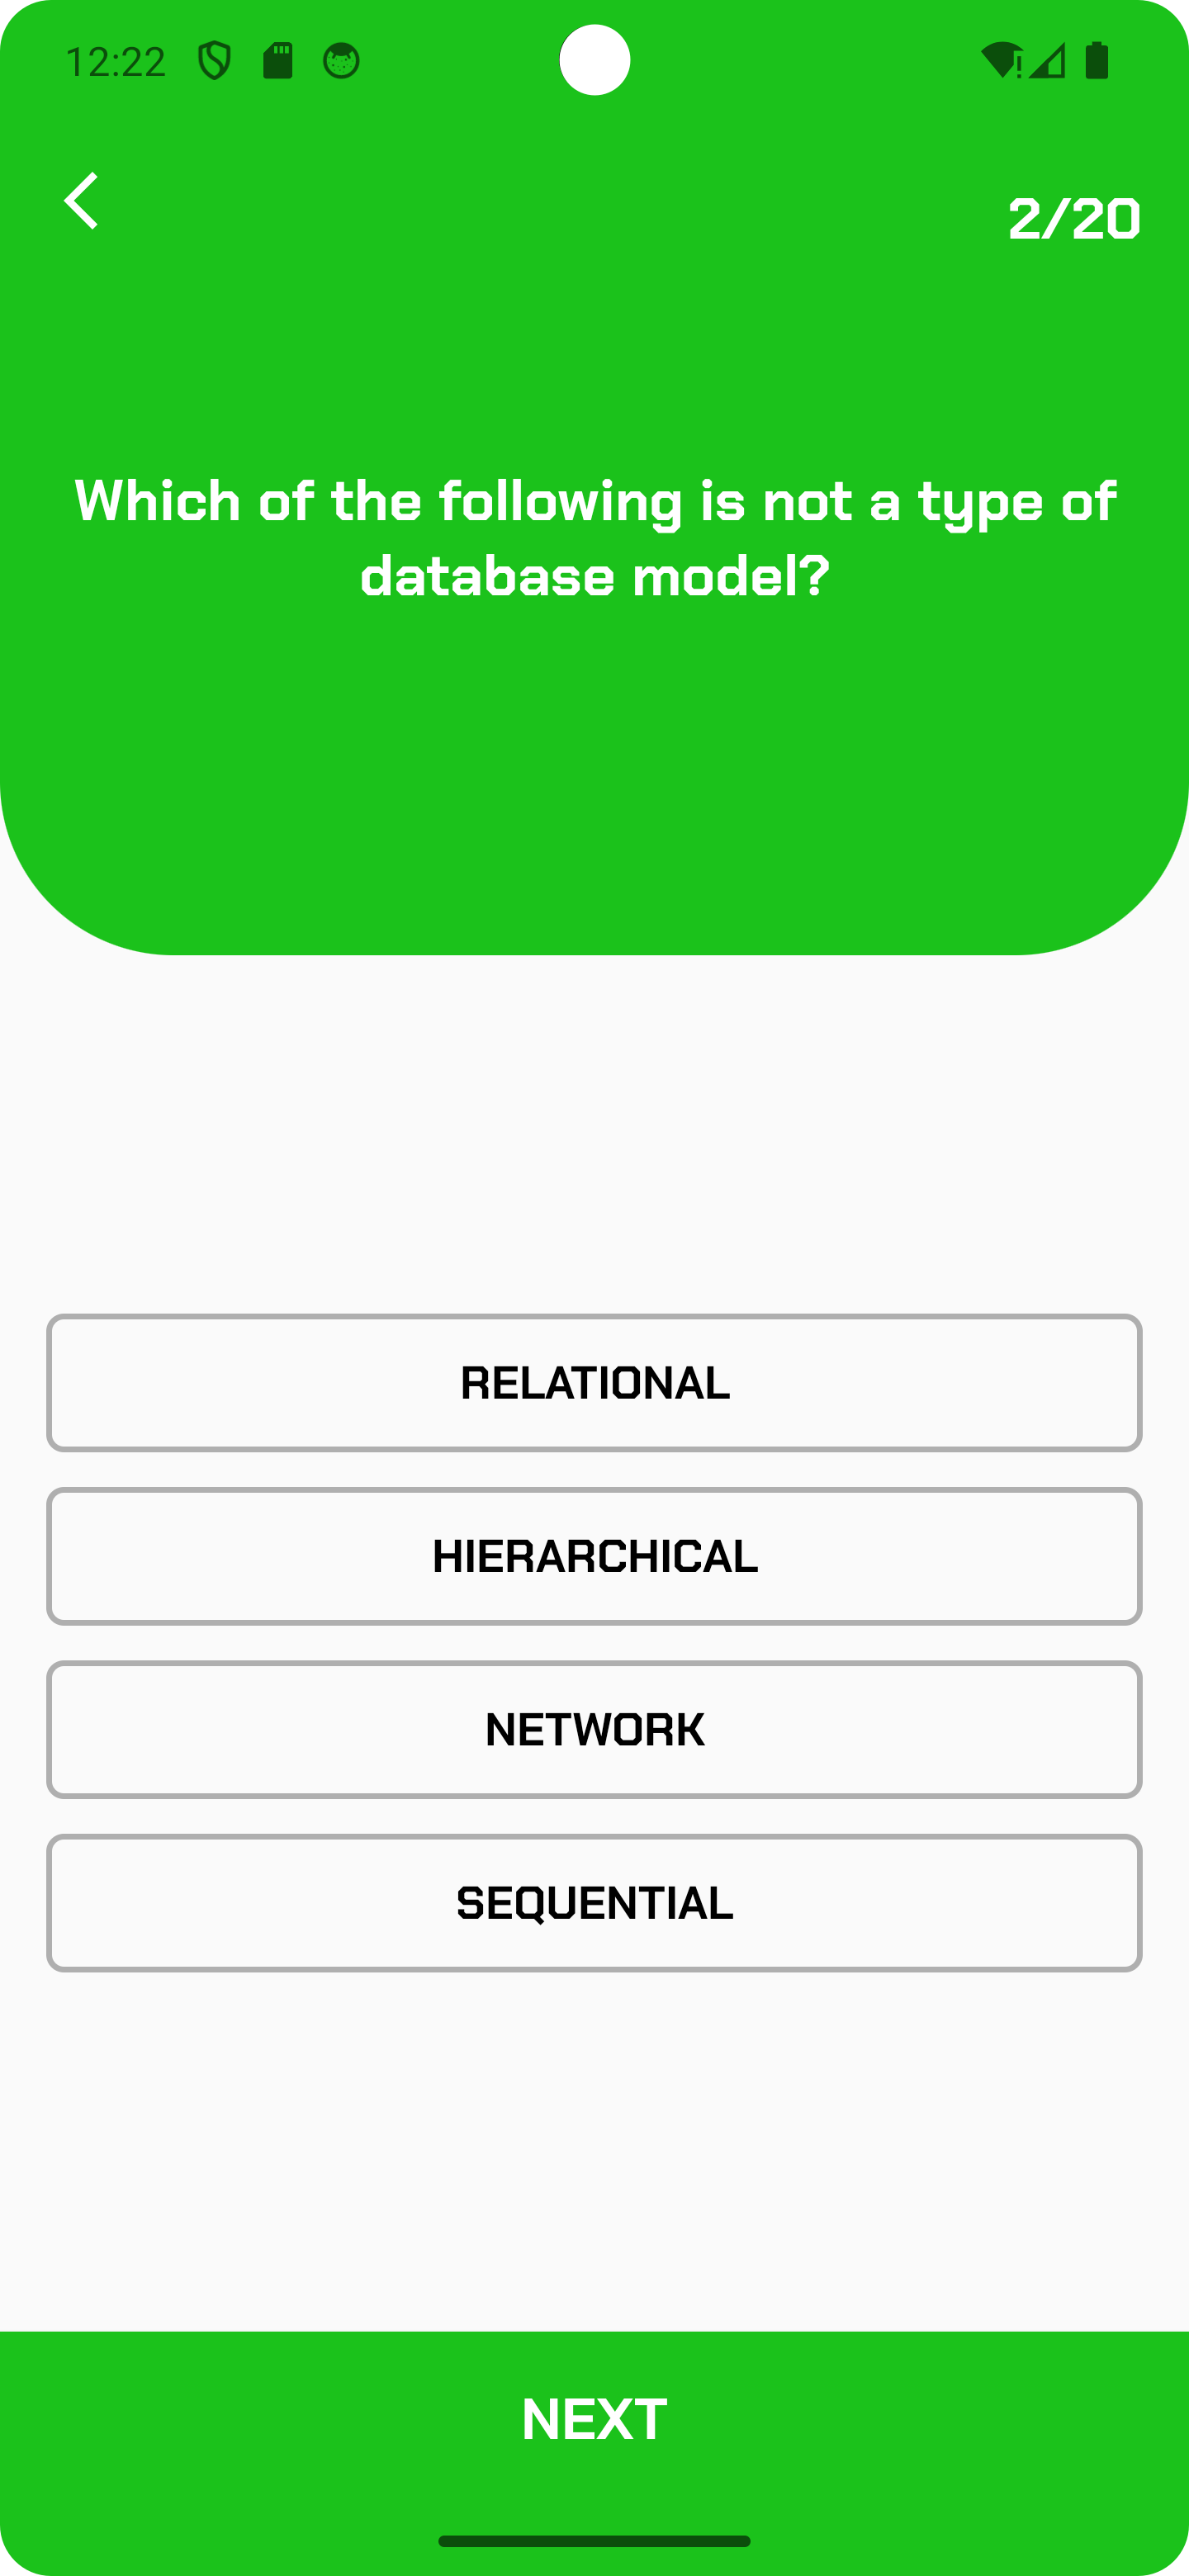 12:22
2/20
Which of the following is not a type of
database model?
RELATIONAL
HIERARCHICAL
NETWORK
SEQUENTIAL
NEXT